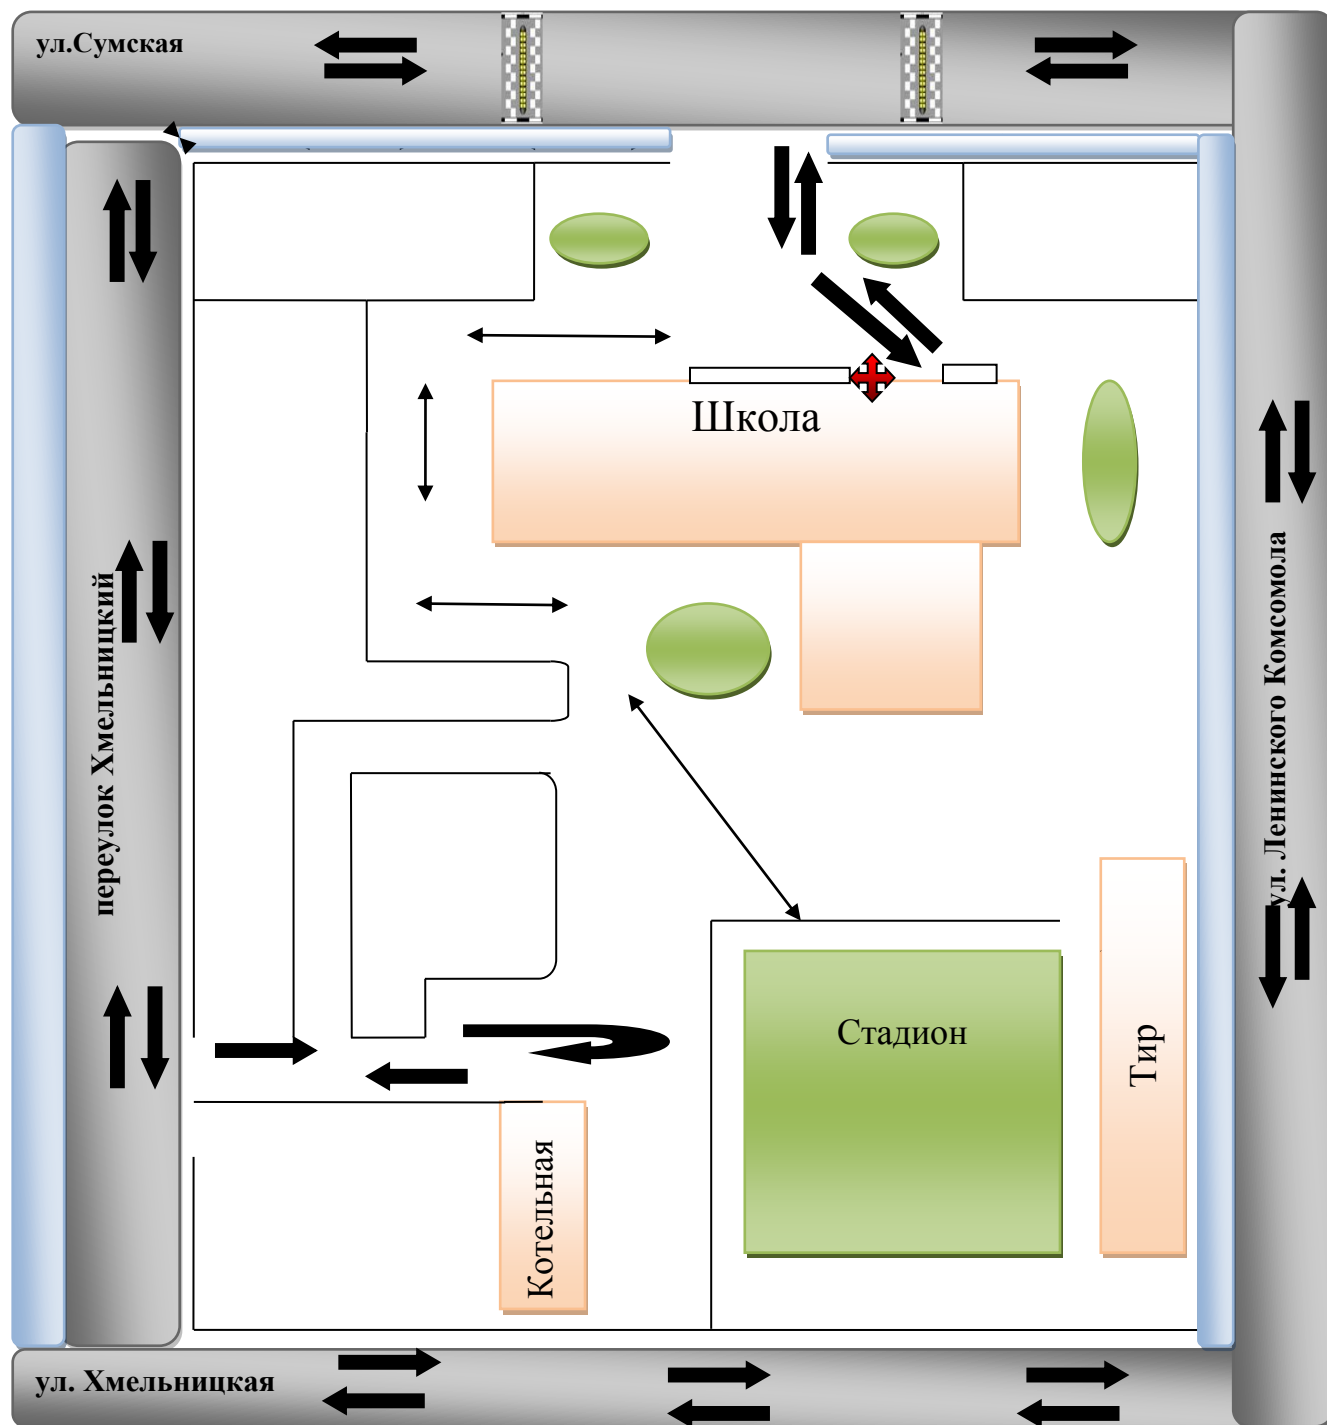 ул.Сумская
Школа
переулок Хмельницкий
ул. Ленинского Комсомола
Стадион
Тир
Котельная
ул. Хмельницкая